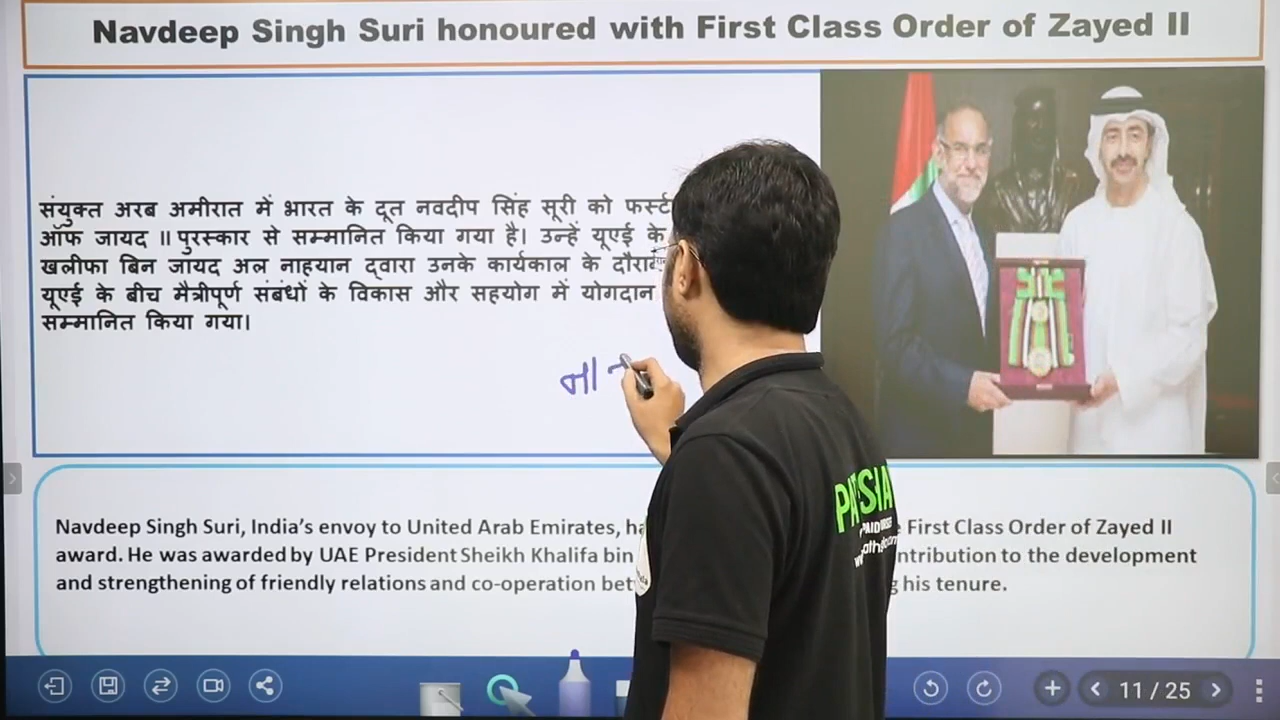 Navdeep Singh Suri honoured with First Class Order of Zayed II
संयुक्त अरब अमीरात में भारत के दूत नवदीप सिंह सूरी को फर्स्ट
ऑफ जायद II पुरस्कार से सम्मानित किया गया है। उन्हें यूएई के
खलीफा बिन जायद अल नाहयान द्वारा उनके कार्यकाल के
यूएई के बीच मैत्रीपूर्ण संबंधों के विकास और सहयोग में योगदान
सम्मानित किया गया।
Navdeep Singh Suri, India's envoy to United Arab Emirates, First Class Order of Zayed II
award. He was awarded by UAE President Sheikh Khalifa bin to the development
and strengthening of friendly relations and co-operation his tenure.
11 / 25